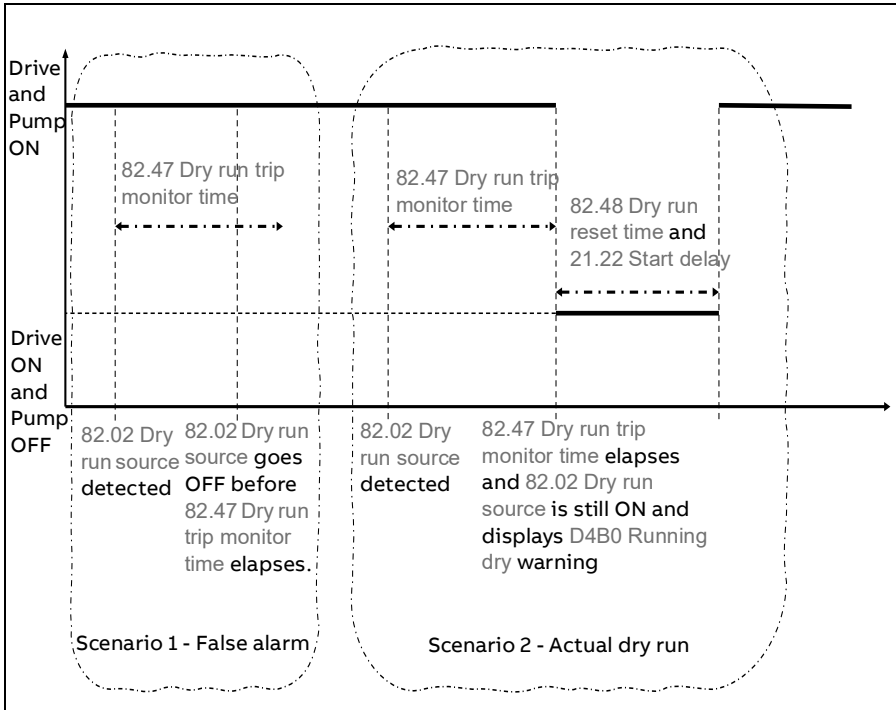 Drive
and
Pump
ON
82.47 Dry run trip
monitor time
82.47 Dry run trip
monitor time
82.48 Dry run
reset time and
21.22 Start delay
Drive
ON
and
Pump
OFF
82.02 Dry
run source
detected
82.02 Dry run
source goes
OFF before
82.47 Dry run
trip monitor
time elapses.
82.02 Dry
run source
detected
82.47 Dry run trip
monitor time elapses
and 82.02 Dry run
source is still ON and
displays D4B0 Running
dry warning
Scenario 1 - False alarm
Scenario 2 - Actual dry run